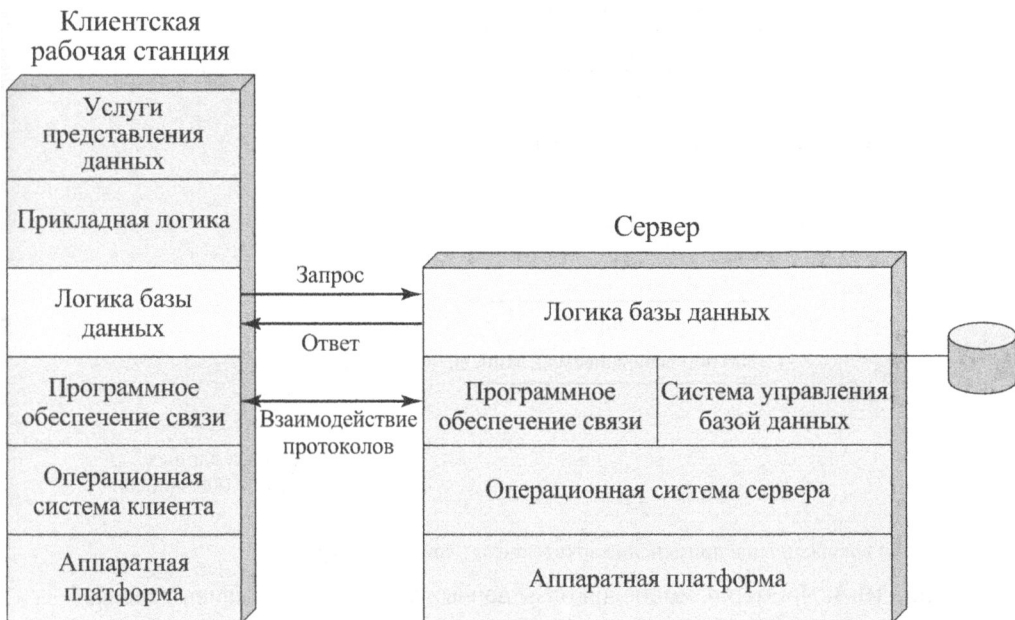 Клиентская
рабочая станция
Услуги
представления
данных
Прикладная логика
Логика базы
данных
Программное
обеспечение связи
Операционная
система клиента
Аппаратная
платформа
Запрос
Ответ
Взаимодействие
протоколов
Сервер
Логика базы данных
Программное
обеспечение связи
Система управления
базой данных
Операционная система сервера
Аппаратная платформа